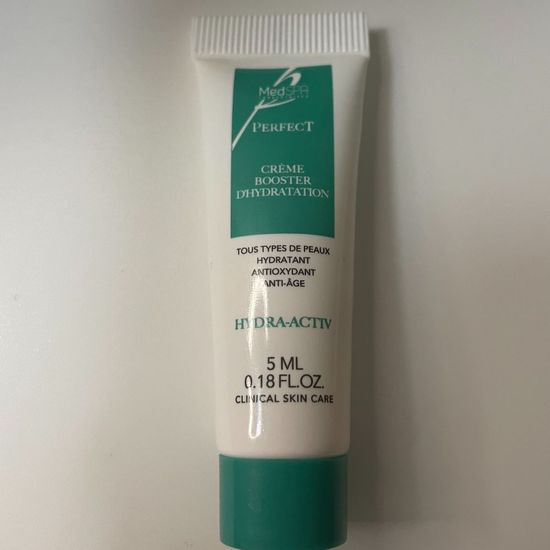 MedSPA
PERFECT
CRÈME
BOOSTER
D'HYDRATATION
TOUS TYPES DE PEAUX
HYDRATANT
ANTIOXYDANT
ANTI-ÂGE
HYDRA-ACTIV
5 ML
0.18 FL.OZ.
CLINICAL SKIN CARE